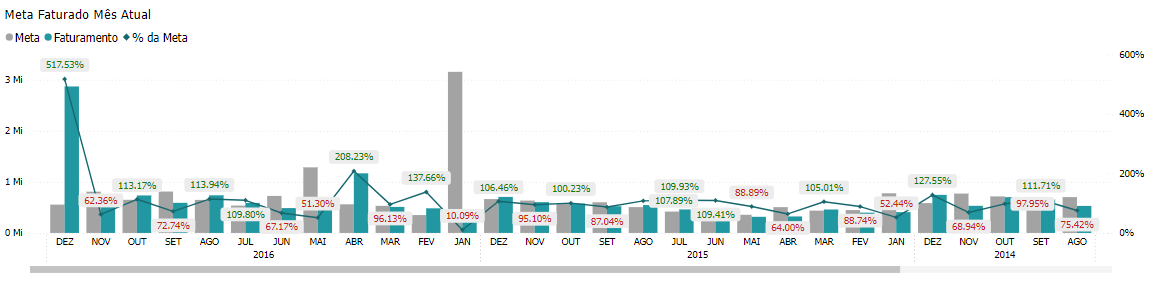 Meta Faturado Mês Atual
Meta Faturamento % da Meta
600%
517.53%
3 Mi
400%
2 Mi
208.23%
200%
1 Mi
62.36% 113.17% 113.94% 51.30% 137.66% 106.46% 100.23% 109.93% 107.89% 88.89% 105.01% 52.44% 127.55% 111.71%
72.74% 109.80% 67.17% 96.13% 10.09% 95.10% 87.04% 109.41% 64.00% 88.74% 68.94% 97.95% 75.42%
0 Mi
0%
DEZ NOV OUT SET AGO JUL JUN MAI ABR MAR FEV JAN DEZ NOV OUT SET AGO JUL JUN MAI ABR MAR FEV JAN DEZ NOV OUT SET AGO
2016 2015 2014